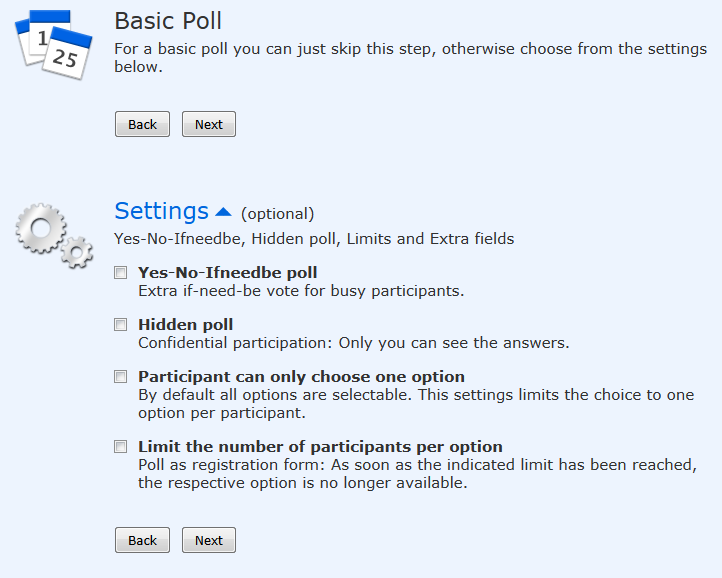 1
25
Basic Poll
For a basic poll you can just skip this step, otherwise choose from the settings
below.
Back Next
Settings (optional)
Yes-No-Ifneedbe, Hidden poll, Limits and Extra fields
Yes-No-Ifneedbe poll
Extra if-need-be vote for busy participants.
Hidden poll
Confidential participation: Only you can see the answers.
Participant can only choose one option
By default all options are selectable. This settings limits the choice to one
option per participant.
Limit the number of participants per option
Poll as registration form: As soon as the indicated limit has been reached,
the respective option is no longer available.
Back Next